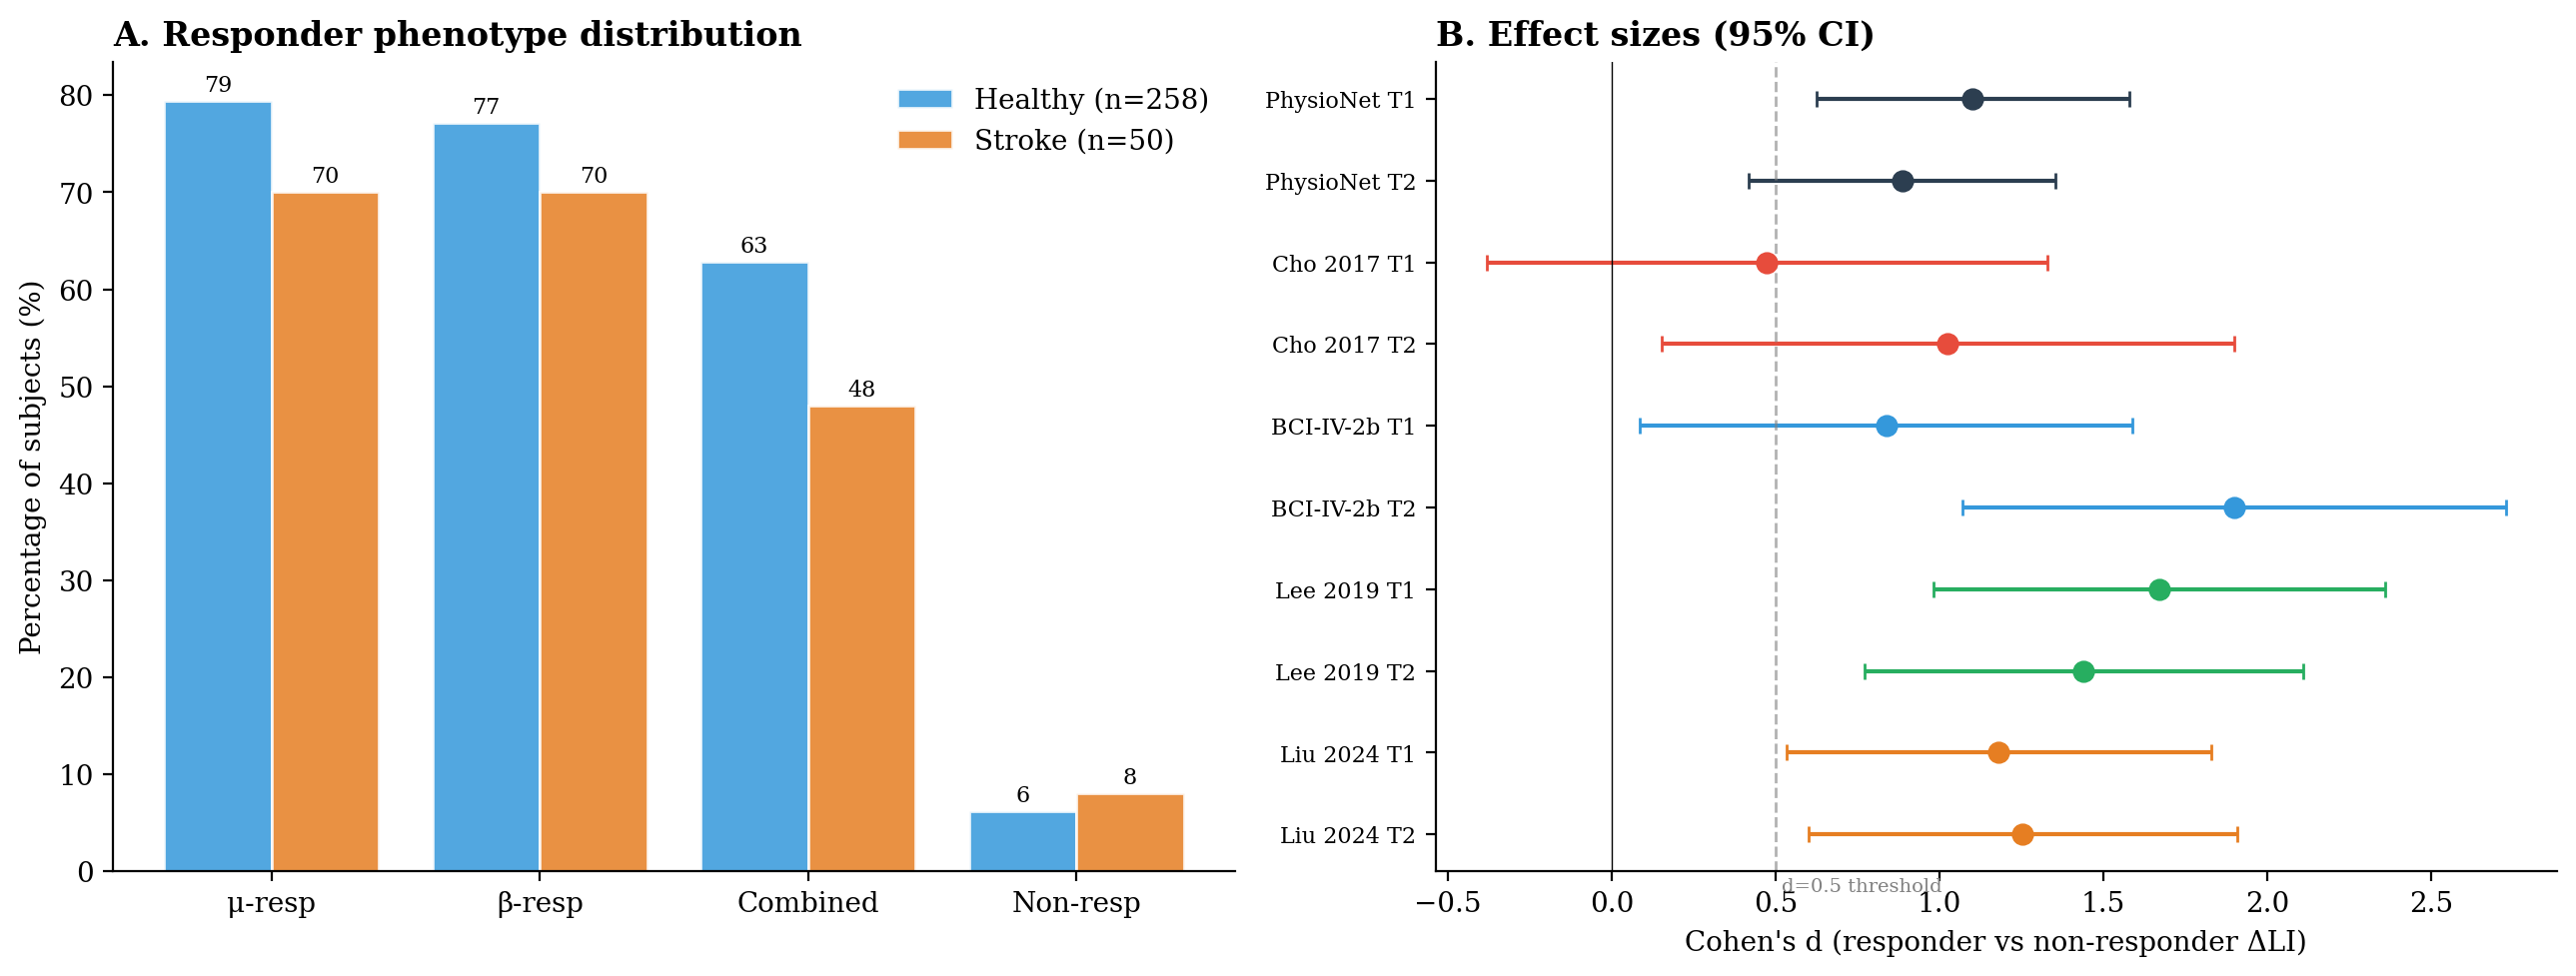 A. Responder phenotype distribution
Percentage of subjects (%)
80
70
60
50
40
30
20
10
0
79
70
77
70
63
48
6
8
Healthy (n=258)
Stroke (n=50)
μ-resp
β-resp
Combined
Non-resp
B. Effect sizes (95% CI)
PhysioNet T1
PhysioNet T2
Cho 2017 T1
Cho 2017 T2
BCI-IV-2b T1
BCI-IV-2b T2
Lee 2019 T1
Lee 2019 T2
Liu 2024 T1
Liu 2024 T2
d=0.5 threshold
−0.5
0.0
0.5
1.0
1.5
2.0
2.5
Cohen's d (responder vs non-responder ΔLI)